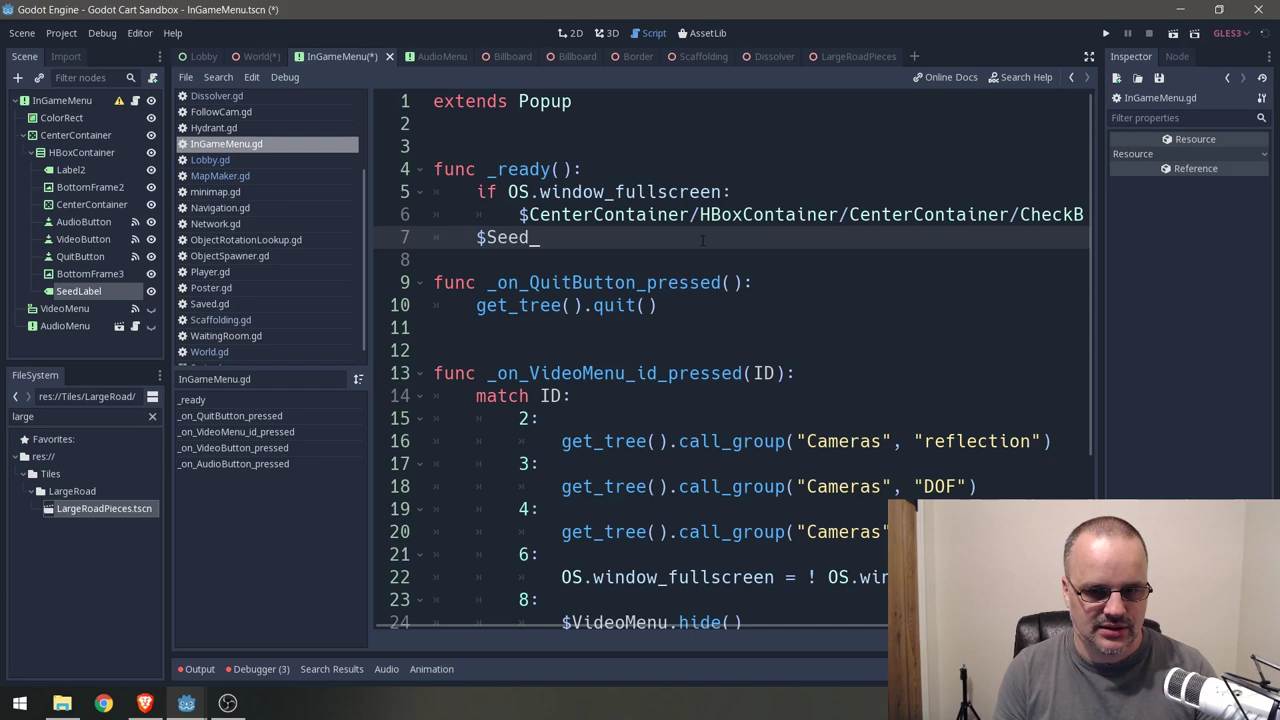 Godot Engine - Godot Cart Sandbox - InGameMenu.tscn (*)
Scene Project Debug Editor Help
2D 3D Script AssetLib
GLES3
Scene Import
Lobby World(*) InGameMenu(*) AudioMenu Billboard Billboard Border Scaffolding Dissolver LargeRoadPieces
Inspector Node
Filter nodes
File Search Edit Debug
Online Docs Search Help
InGameMenu
ColorRect
CenterContainer
HBoxContainer
Label2
BottomFrame2
CenterContainer
AudioButton
VideoButton
QuitButton
BottomFrame3
SeedLabel
VideoMenu
AudioMenu
FileSystem
res://Tiles/LargeRoad/
large
Favorites:
res://
Tiles
LargeRoad
LargeRoadPieces.tscn
Dissolver.gd
FollowCam.gd
Hydrant.gd
InGameMenu.gd
Lobby.gd
MapMaker.gd
minimap.gd
Navigation.gd
Network.gd
ObjectRotationLookup.gd
ObjectSpawner.gd
Player.gd
Poster.gd
Saved.gd
Scaffolding.gd
WaitingRoom.gd
World.gd
InGameMenu.gd
_ready
_on_QuitButton_pressed
_on_VideoMenu_id_pressed
_on_VideoButton_pressed
_on_AudioButton_pressed
1 extends Popup
2
3
4 func _ready():
5 if OS.window_fullscreen:
6 $CenterContainer/HBoxContainer/CenterContainer/CheckB
7 $Seed_
8
9 func _on_QuitButton_pressed():
10 get_tree().quit()
11
12
13 func _on_VideoMenu_id_pressed(ID):
14 match ID:
15 2:
16 get_tree().call_group("Cameras", "reflection")
17 3:
18 get_tree().call_group("Cameras", "DOF")
19 4:
20 get_tree().call_group("Cameras"
21 6:
22 OS.window_fullscreen = ! OS.wi
23 8:
24 $VideoMenu.hide()
Output Debugger (3) Search Results Audio Animation
InGameMenu.gd
Filter properties
Resource
Resource
Reference